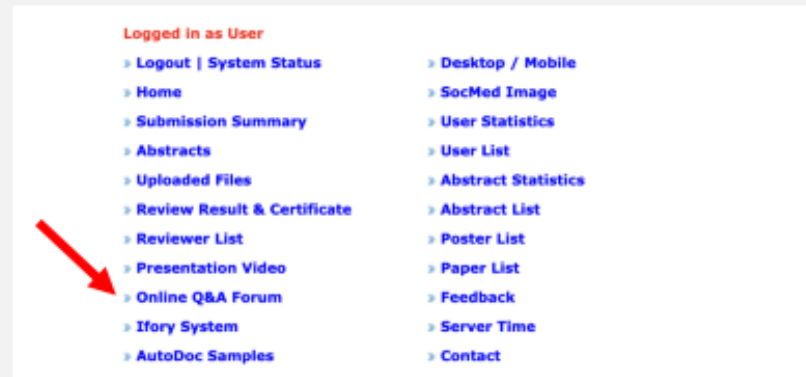 Logged in as User
» Logout | System Status
» Home
» Submission Summary
» Abstracts
» Uploaded Files
» Review Result & Certificate
» Reviewer List
» Presentation Video
» Online Q&A Forum
» Ifory System
» AutoDoc Samples
» Desktop / Mobile
» SocMed Image
» User Statistics
» User List
» Abstract Statistics
» Abstract List
» Poster List
» Paper List
» Feedback
» Server Time
» Contact